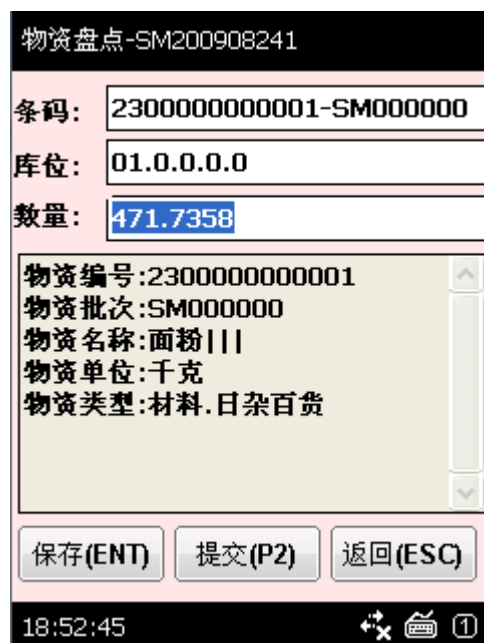 物资盘点-SM200908241
条码: 2300000000001-SM000000
库位: 01.0.0.0.0
数量: 471.7358
物资编号:2300000000001
物资批次:SM000000
物资名称:面粉|||
物资单位:千克
物资类型:材料.日杂百货
保存(ENT) 提交(P2) 返回(ESC)
18:52:45 1